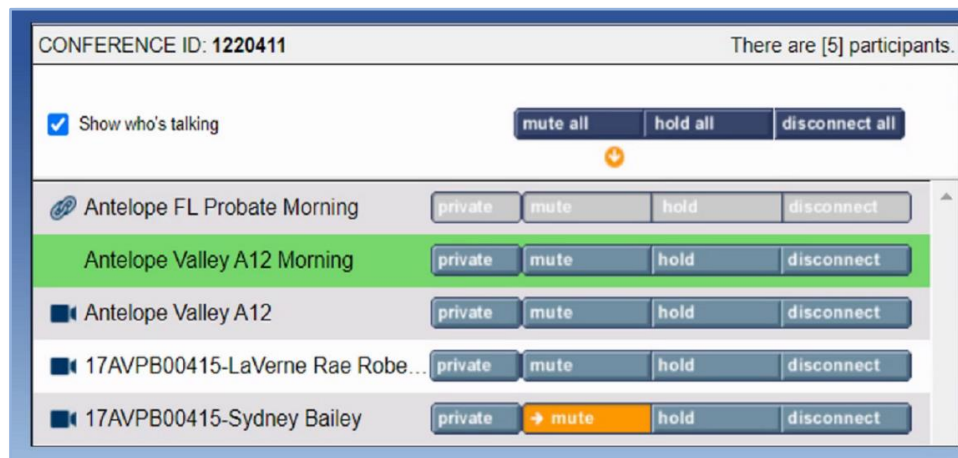 CONFERENCE ID: 1220411 There are [5] participants.
Show who's talking mute all hold all disconnect all
Antelope FL Probate Morning private mute hold disconnect
Antelope Valley A12 Morning private mute hold disconnect
Antelope Valley A12 private mute hold disconnect
17AVPB00415-LaVerne Rae Robe... private mute hold disconnect
17AVPB00415-Sydney Bailey private mute hold disconnect